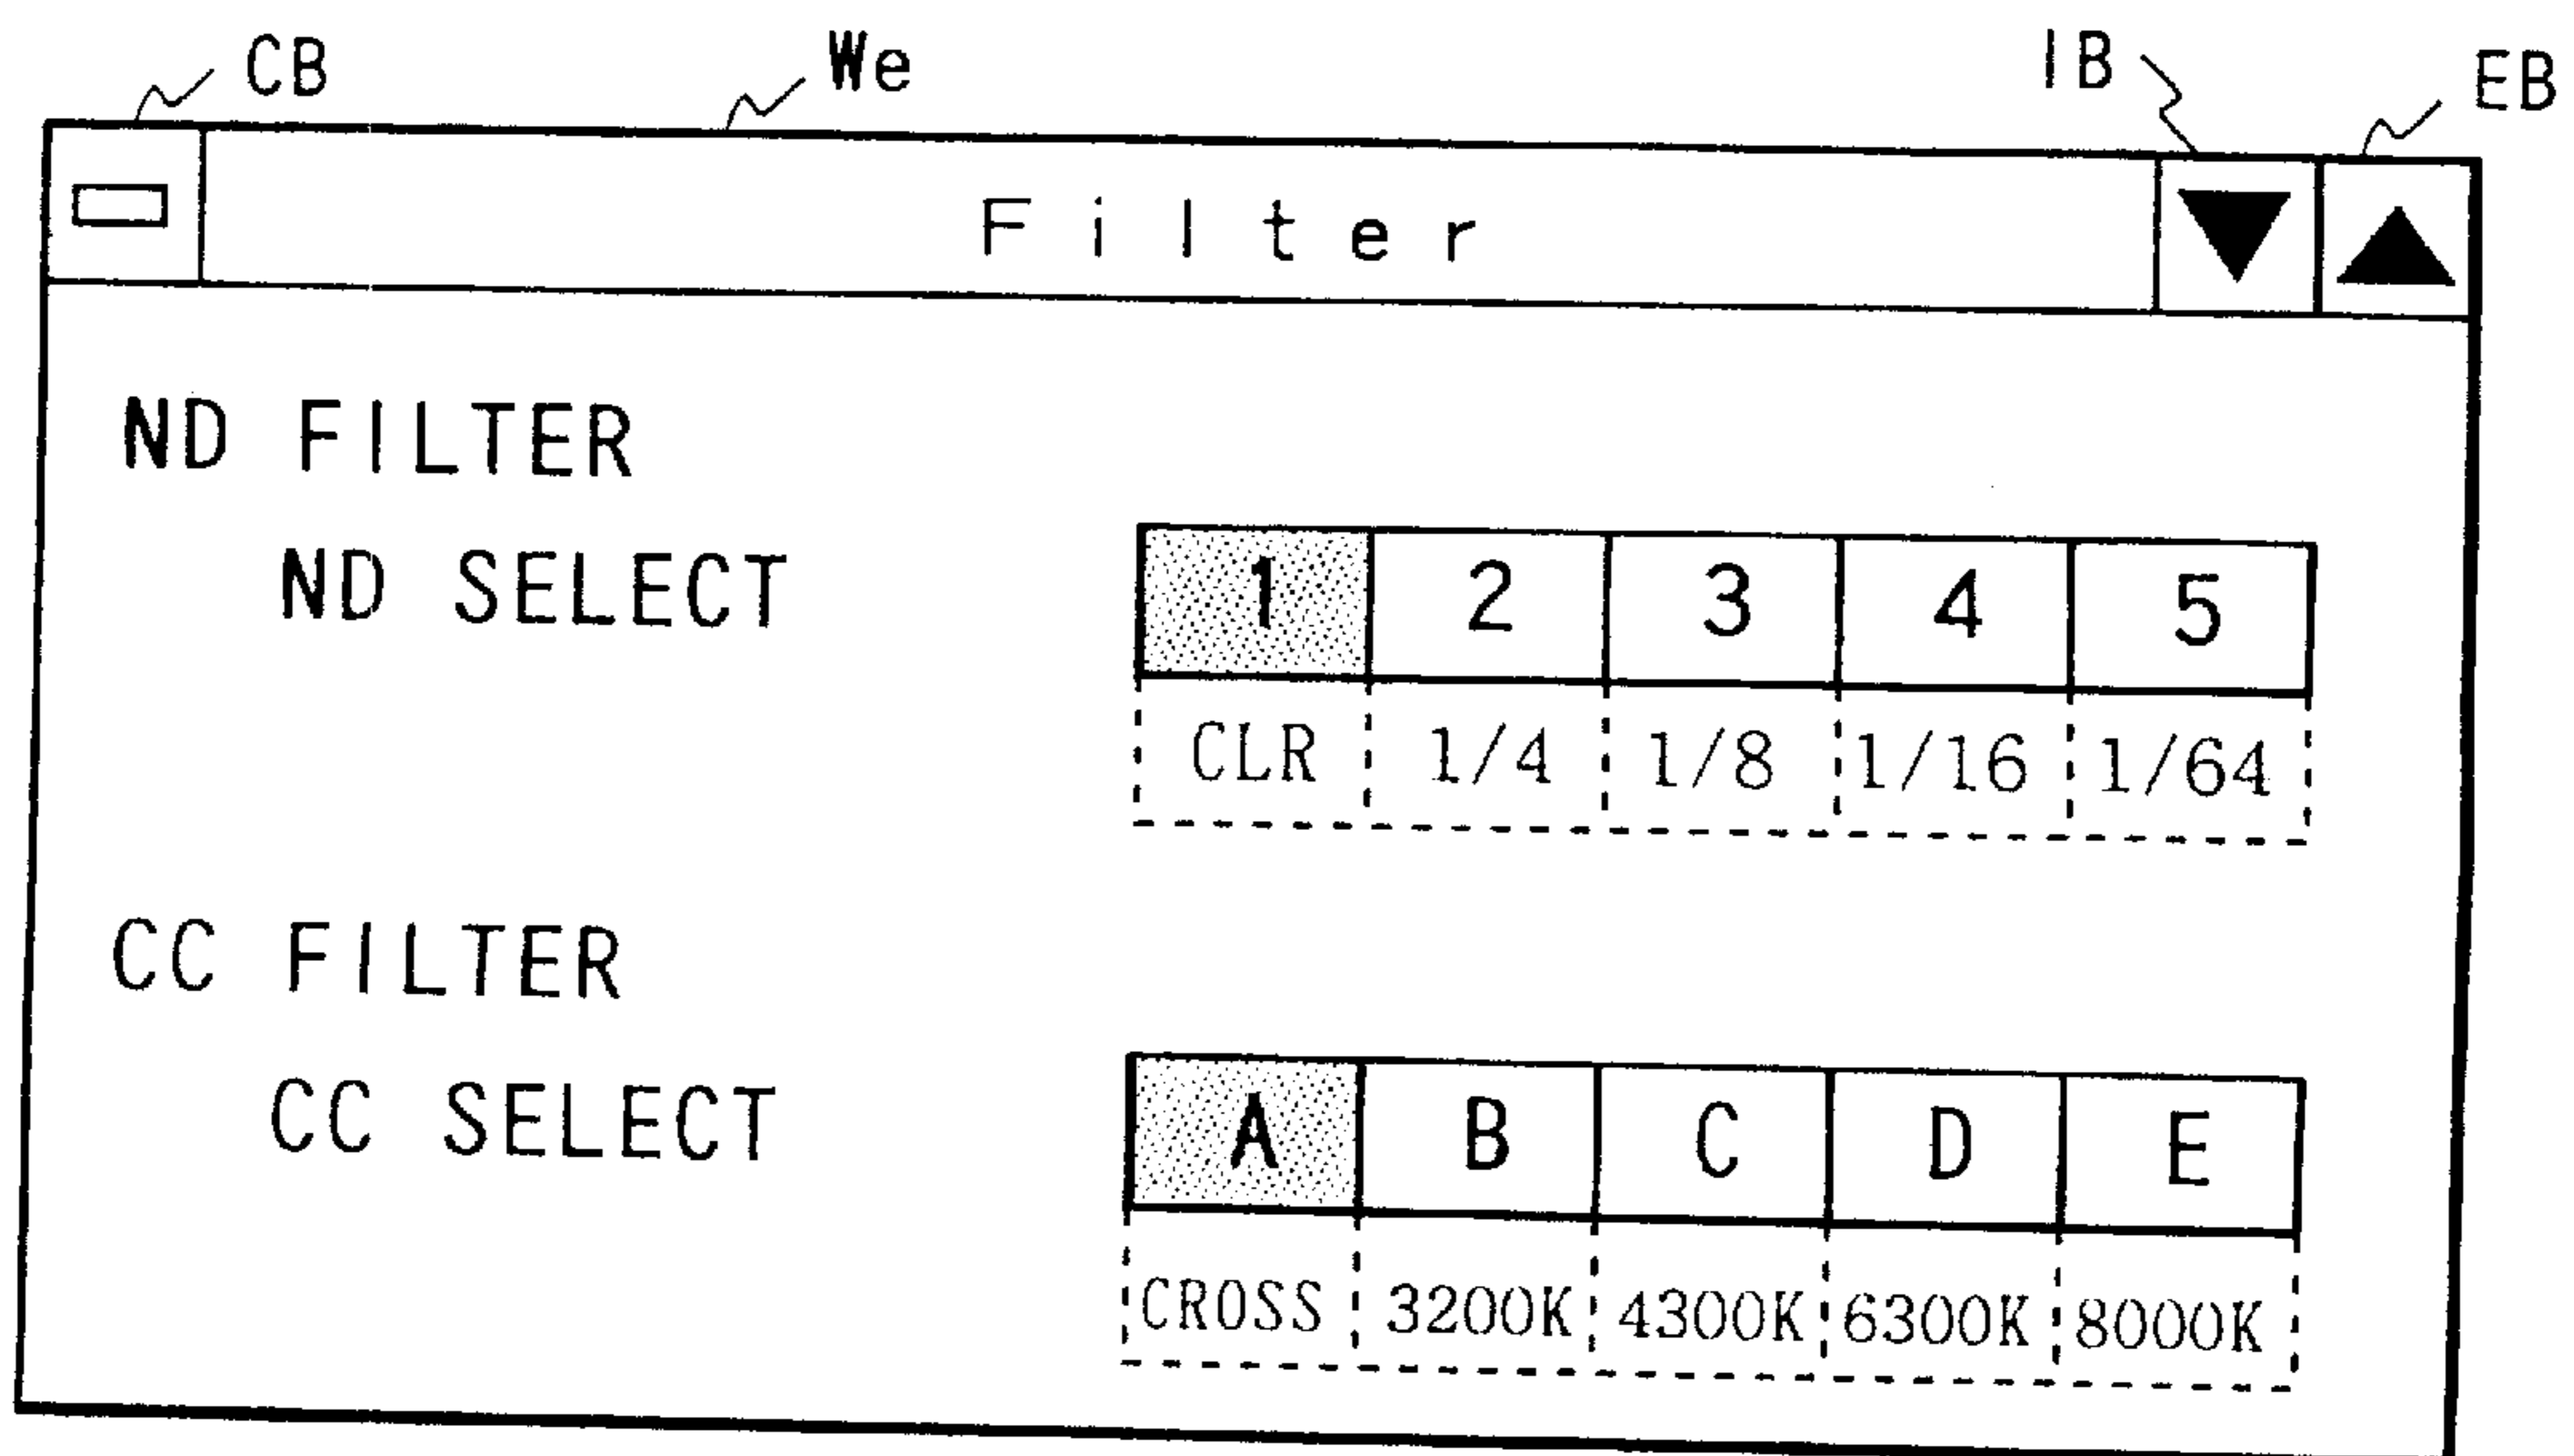 CB We IB EB
Filter
ND FILTER
ND SELECT 1 2 3 4 5
CLR 1/4 1/8 1/16 1/64
CC FILTER
CC SELECT A B C D E
CROSS 3200K 4300K 6300K 8000K